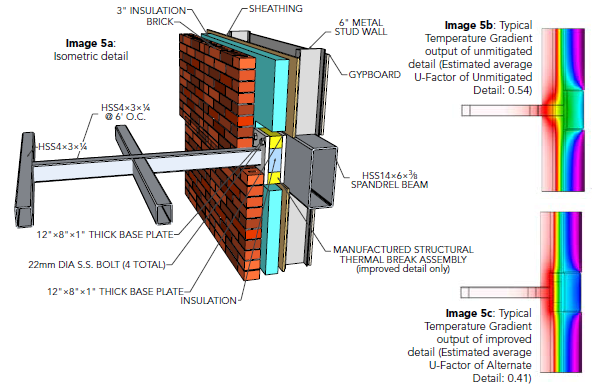 3" INSULATION
BRICK
SHEATHING
6" METAL
STUD WALL
GYPBOARD
Image 5a:
Isometric detail
HSS4×3×¼
@ 6' O.C.
HSS4×3×¼
HSS14×6×⅜
SPANDREL BEAM
12"×8"×1" THICK BASE PLATE
22mm DIA S.S. BOLT (4 TOTAL)
12"×8"×1" THICK BASE PLATE
INSULATION
MANUFACTURED STRUCTURAL
THERMAL BREAK ASSEMBLY
(improved detail only)
Image 5b: Typical
Temperature Gradient
output of unmitigated
detail (Estimated average
U-Factor of Unmitigated
Detail: 0.54)
Image 5c: Typical
Temperature Gradient
output of improved
detail (Estimated average
U-Factor of Alternate
Detail: 0.41)